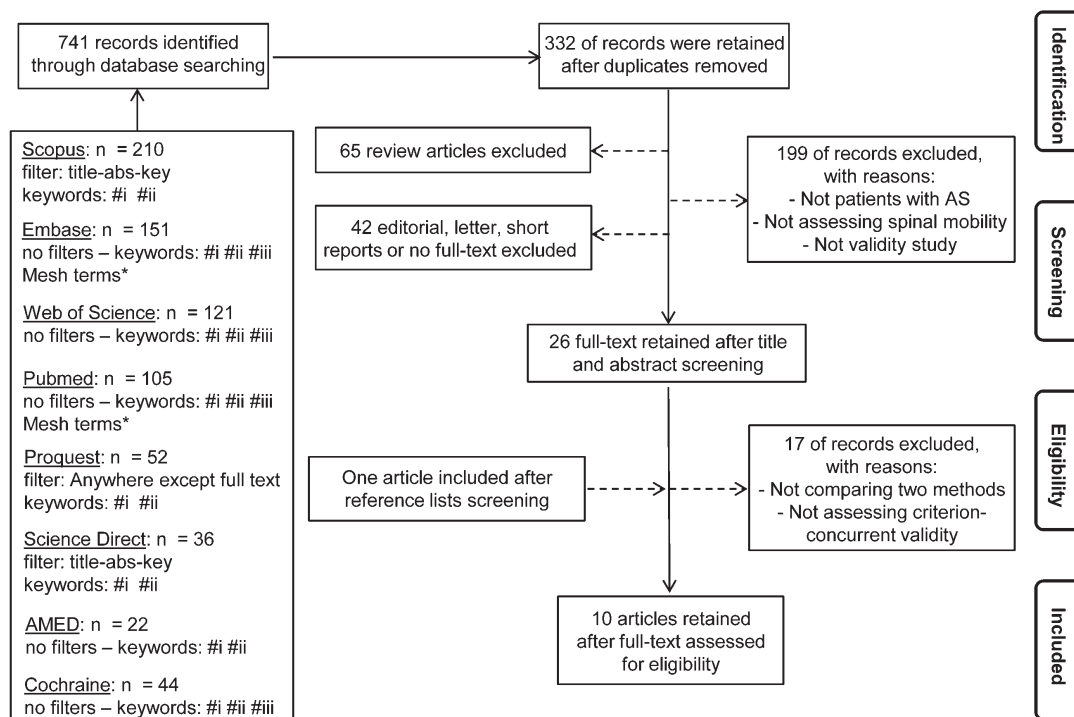 741 records identified
through database searching
332 of records were retained
after duplicates removed
Identification
Scopus: n = 210
filter: title-abs-key
keywords: #i #ii
Embase: n = 151
no filters – keywords: #i #ii #iii
Mesh terms*
Web of Science: n = 121
no filters – keywords: #i #ii #iii
Pubmed: n = 105
no filters – keywords: #i #ii #iii
Mesh terms*
Proquest: n = 52
filter: Anywhere except full text
keywords: #i #ii
Science Direct: n = 36
filter: title-abs-key
keywords: #i #ii
AMED: n = 22
no filters – keywords: #i #ii
Cochraine: n = 44
no filters – keywords: #i #ii #iii
65 review articles excluded
199 of records excluded,
with reasons:
- Not patients with AS
- Not assessing spinal mobility
- Not validity study
42 editorial, letter, short
reports or no full-text excluded
Screening
26 full-text retained after title
and abstract screening
One article included after
reference lists screening
17 of records excluded,
with reasons:
- Not comparing two methods
- Not assessing criterion-
concurrent validity
Eligibility
10 articles retained
after full-text assessed
for eligibility
Included